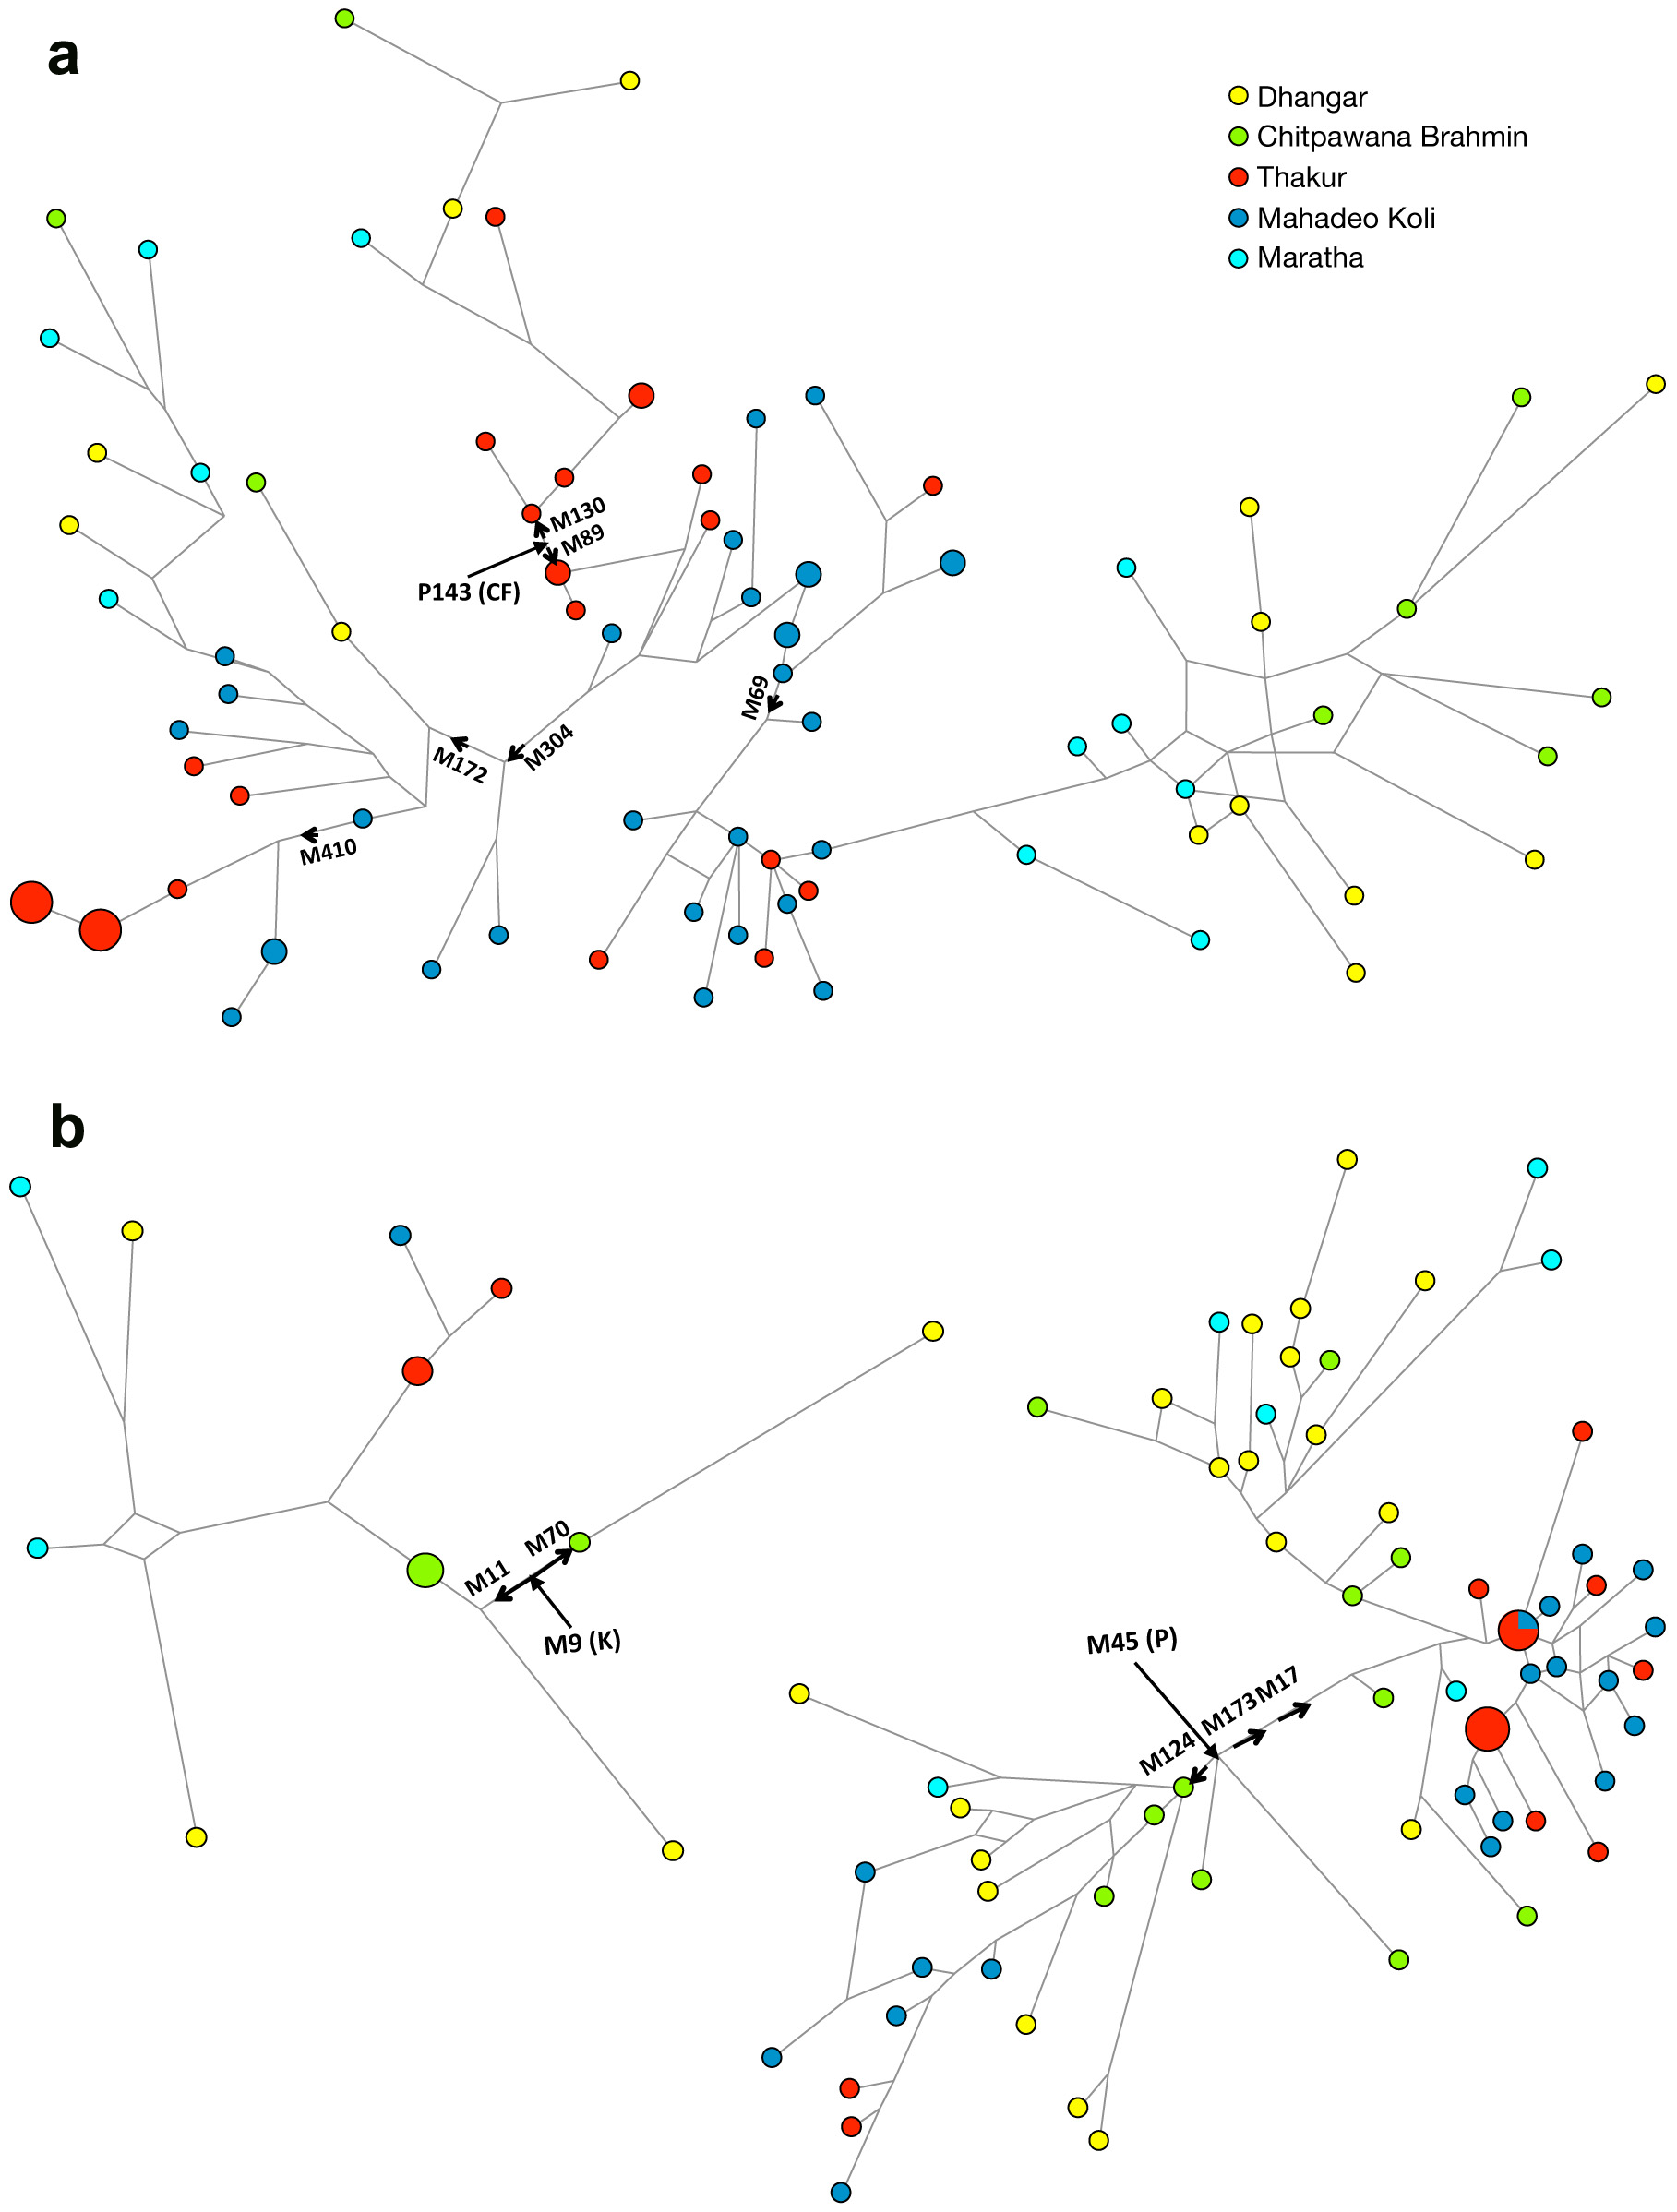 a
Dhangar
Chitpawana Brahmin
Thakur
Mahadeo Koli
Maratha
M130
M89
P143 (CF)
M69
M304
M172
M410
b
M70
M11
M9 (K)
M45 (P)
M173 M17
M124